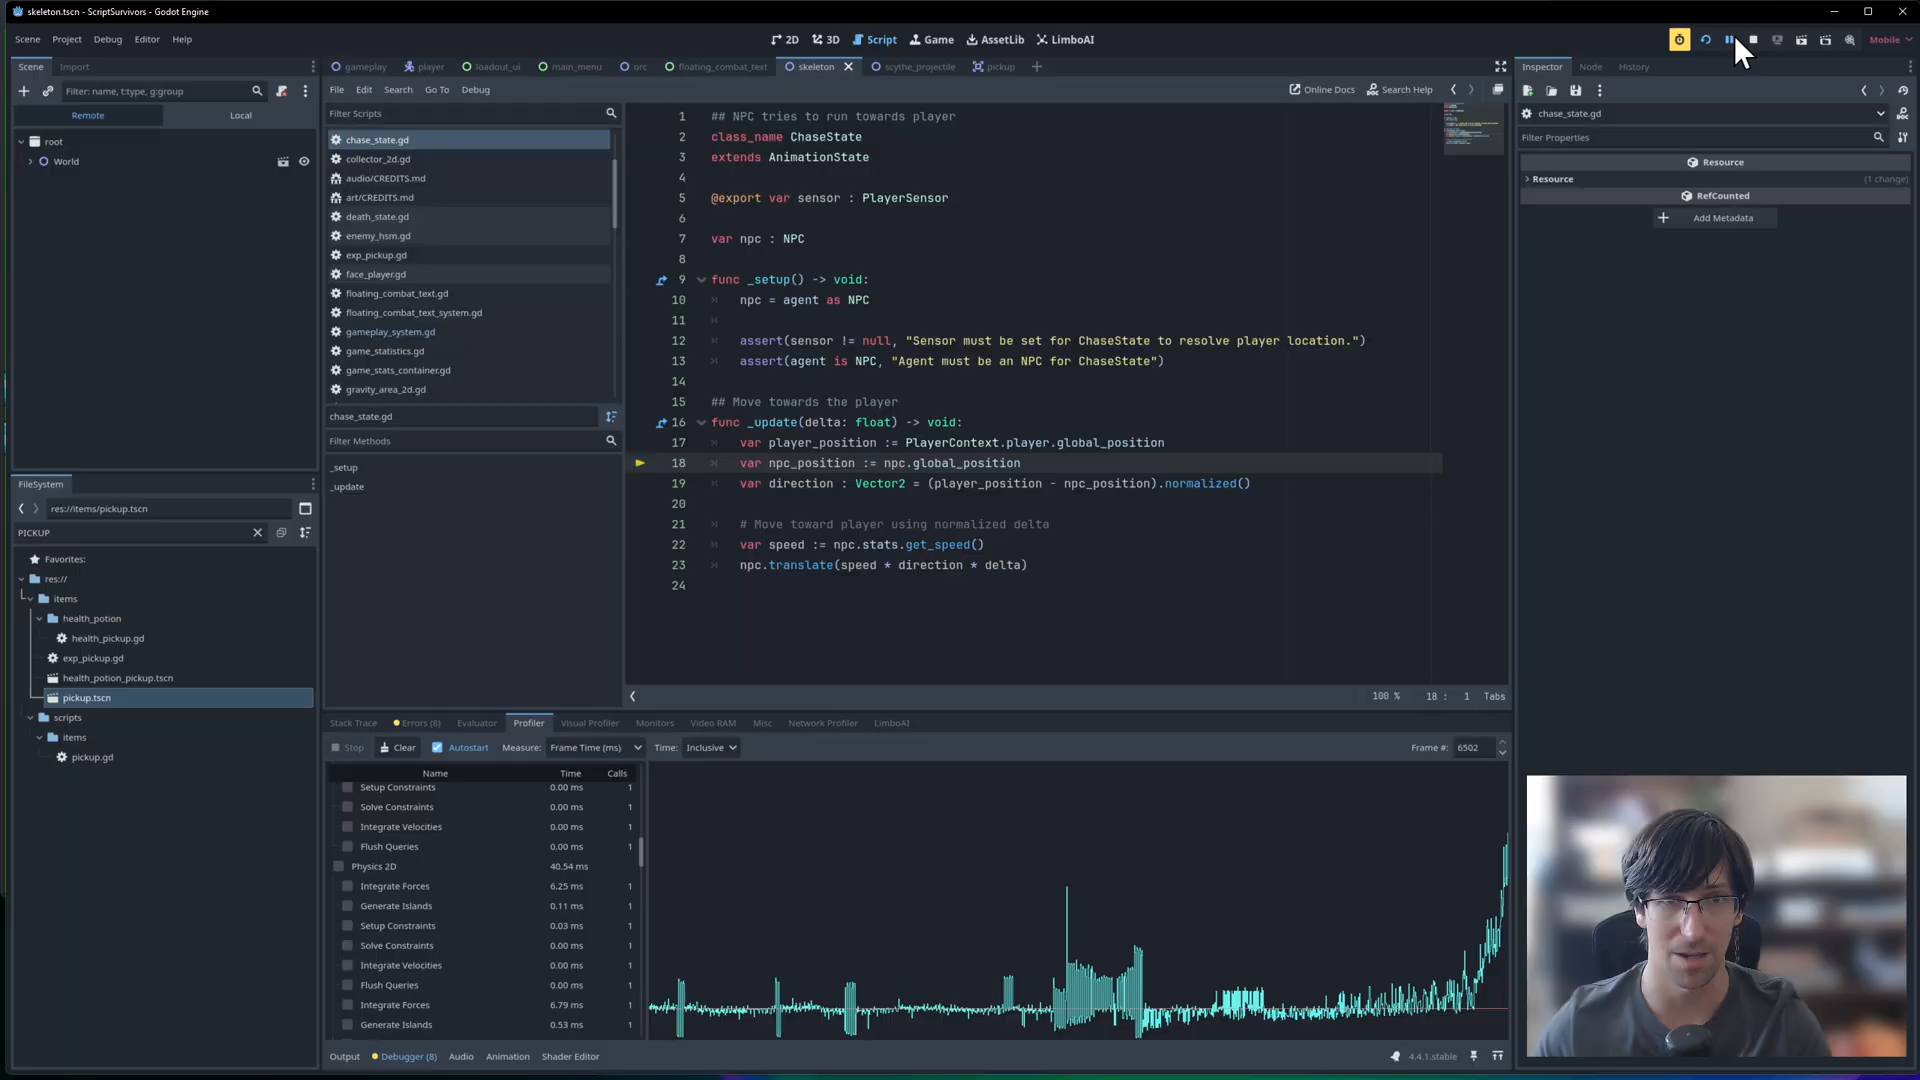 skeleton.tscn - ScriptSurvivors - Godot Engine
Scene Project Debug Editor Help
2D 3D Script Game AssetLib LimboAI
Mobile
Scene Import
gameplay player loadout_ui main_menu orc floating_combat_text skeleton scythe_projectile pickup
Inspector Node History
Filter: name, t:type, g:group
File Edit Search Go To Debug
Online Docs Search Help
Remote Local
Filter Scripts
chase_state.gd
Filter Properties
root
World
chase_state.gd
collector_2d.gd
audio/CREDITS.md
art/CREDITS.md
death_state.gd
enemy_hsm.gd
exp_pickup.gd
face_player.gd
floating_combat_text.gd
floating_combat_text_system.gd
gameplay_system.gd
game_statistics.gd
game_stats_container.gd
gravity_area_2d.gd
chase_state.gd
Filter Methods
_setup
_update
1 ## NPC tries to run towards player
2 class_name ChaseState
3 extends AnimationState
4
5 @export var sensor : PlayerSensor
6
7 var npc : NPC
8
9 func _setup() -> void:
10 npc = agent as NPC
11
12 assert(sensor != null, "Sensor must be set for ChaseState to resolve player location.")
13 assert(agent is NPC, "Agent must be an NPC for ChaseState")
14
15 ## Move towards the player
16 func _update(delta: float) -> void:
17 var player_position := PlayerContext.player.global_position
18 var npc_position := npc.global_position
19 var direction : Vector2 = (player_position - npc_position).normalized()
20
21 # Move toward player using normalized delta
22 var speed := npc.stats.get_speed()
23 npc.translate(speed * direction * delta)
24
100 % 18 : 1 Tabs
Resource
Resource (1 change)
RefCounted
Add Metadata
FileSystem
res://items/pickup.tscn
PICKUP
Favorites:
res://
items
health_potion
health_pickup.gd
exp_pickup.gd
health_potion_pickup.tscn
pickup.tscn
scripts
items
pickup.gd
Stack Trace Errors (8) Evaluator Profiler Visual Profiler Monitors Video RAM Misc Network Profiler LimboAI
Stop Clear Autostart Measure: Frame Time (ms) Time: Inclusive Frame #: 6502
Name Time Calls
Setup Constraints 0.00 ms 1
Solve Constraints 0.00 ms 1
Integrate Velocities 0.00 ms 1
Flush Queries 0.00 ms 1
Physics 2D 40.54 ms
Integrate Forces 6.25 ms 1
Generate Islands 0.11 ms 1
Setup Constraints 0.03 ms 1
Solve Constraints 0.00 ms 1
Integrate Velocities 0.00 ms 1
Flush Queries 0.00 ms 1
Integrate Forces 6.79 ms 1
Generate Islands 0.53 ms 1
Output Debugger (8) Audio Animation Shader Editor
4.4.1.stable